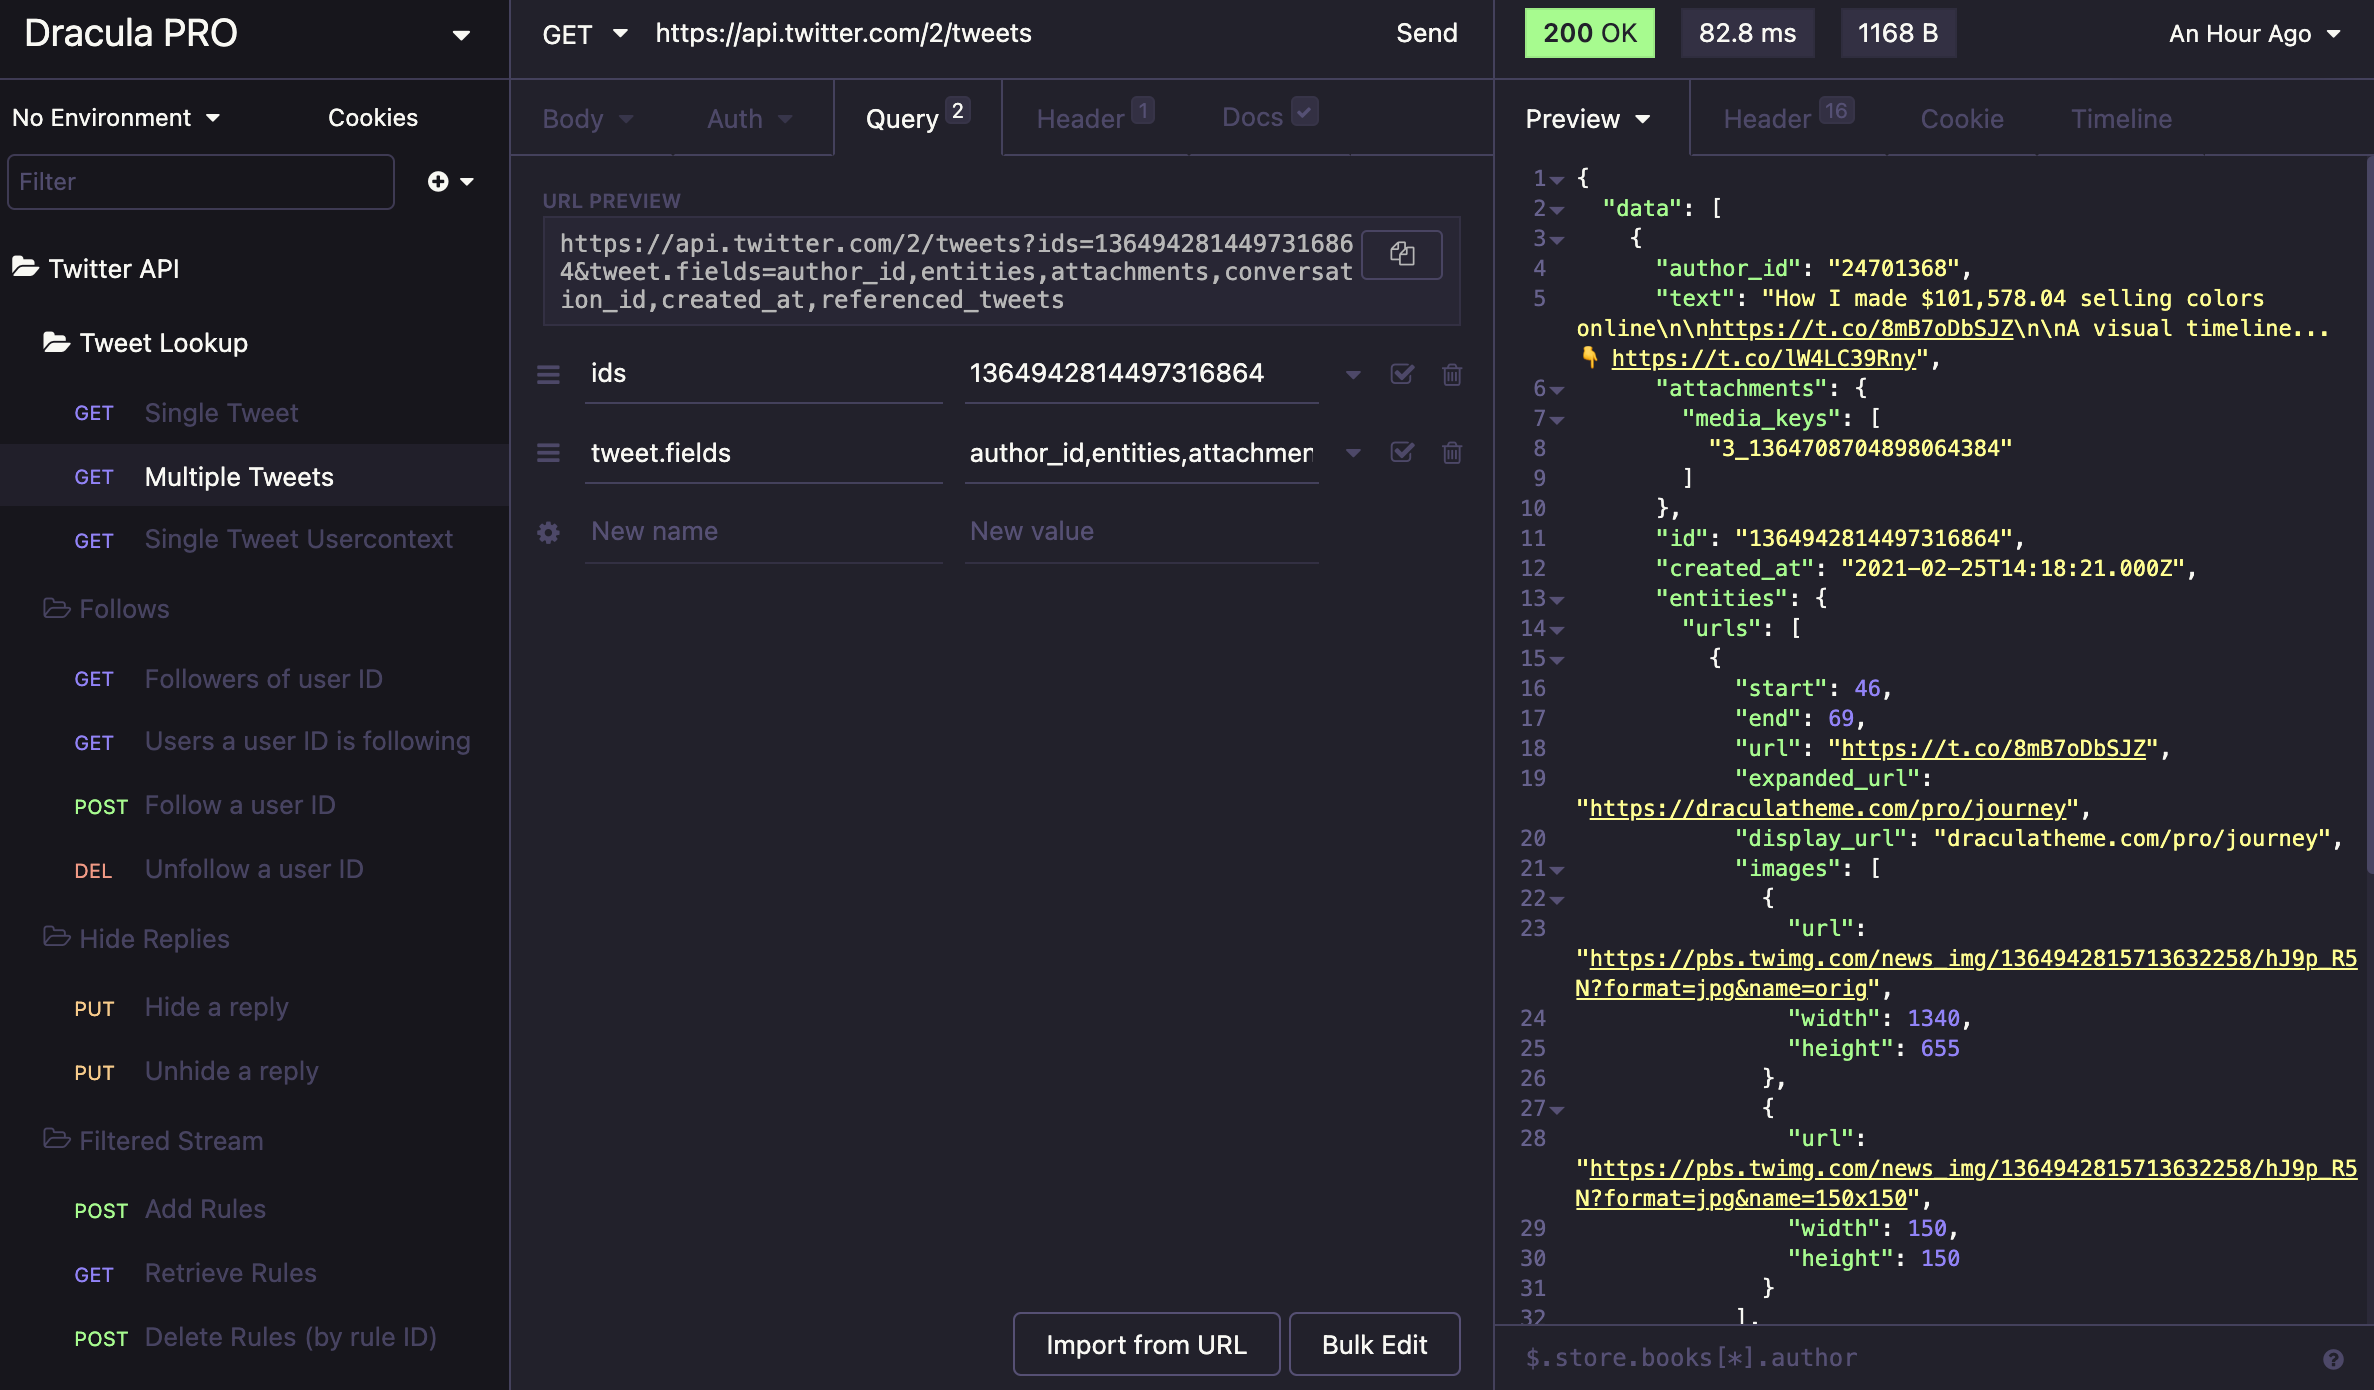 Dracula PRO
No Environment
Cookies
Filter
Twitter API
Tweet Lookup
GET Single Tweet
GET Multiple Tweets
GET Single Tweet Usercontext
Follows
GET Followers of user ID
GET Users a user ID is following
POST Follow a user ID
DEL Unfollow a user ID
Hide Replies
PUT Hide a reply
PUT Unhide a reply
Filtered Stream
POST Add Rules
GET Retrieve Rules
POST Delete Rules (by rule ID)
GET https://api.twitter.com/2/tweets Send
Body Auth Query 2 Header 1 Docs
URL PREVIEW
https://api.twitter.com/2/tweets?ids=136494281449731686
4&tweet.fields=author_id,entities,attachments,conversat
ion_id,created_at,referenced_tweets
ids 1364942814497316864
tweet.fields author_id,entities,attachmen
New name New value
Import from URL Bulk Edit
200 OK 82.8 ms 1168 B An Hour Ago
Preview Header 16 Cookie Timeline
1 {
2 "data": [
3 {
4 "author_id": "24701368",
5 "text": "How I made $101,578.04 selling colors
online\n\nhttps://t.co/8mB7oDbSJZ\n\nA visual timeline...
👇 https://t.co/lW4LC39Rny",
6 "attachments": {
7 "media_keys": [
8 "3_1364708704898064384"
9 ]
10 },
11 "id": "1364942814497316864",
12 "created_at": "2021-02-25T14:18:21.000Z",
13 "entities": {
14 "urls": [
15 {
16 "start": 46,
17 "end": 69,
18 "url": "https://t.co/8mB7oDbSJZ",
19 "expanded_url":
"https://draculatheme.com/pro/journey",
20 "display_url": "draculatheme.com/pro/journey",
21 "images": [
22 {
23 "url":
"https://pbs.twimg.com/news_img/1364942815713632258/hJ9p_R5
N?format=jpg&name=orig",
24 "width": 1340,
25 "height": 655
26 },
27 {
28 "url":
"https://pbs.twimg.com/news_img/1364942815713632258/hJ9p_R5
N?format=jpg&name=150x150",
29 "width": 150,
30 "height": 150
31 }
32 ],
$.store.books[*].author